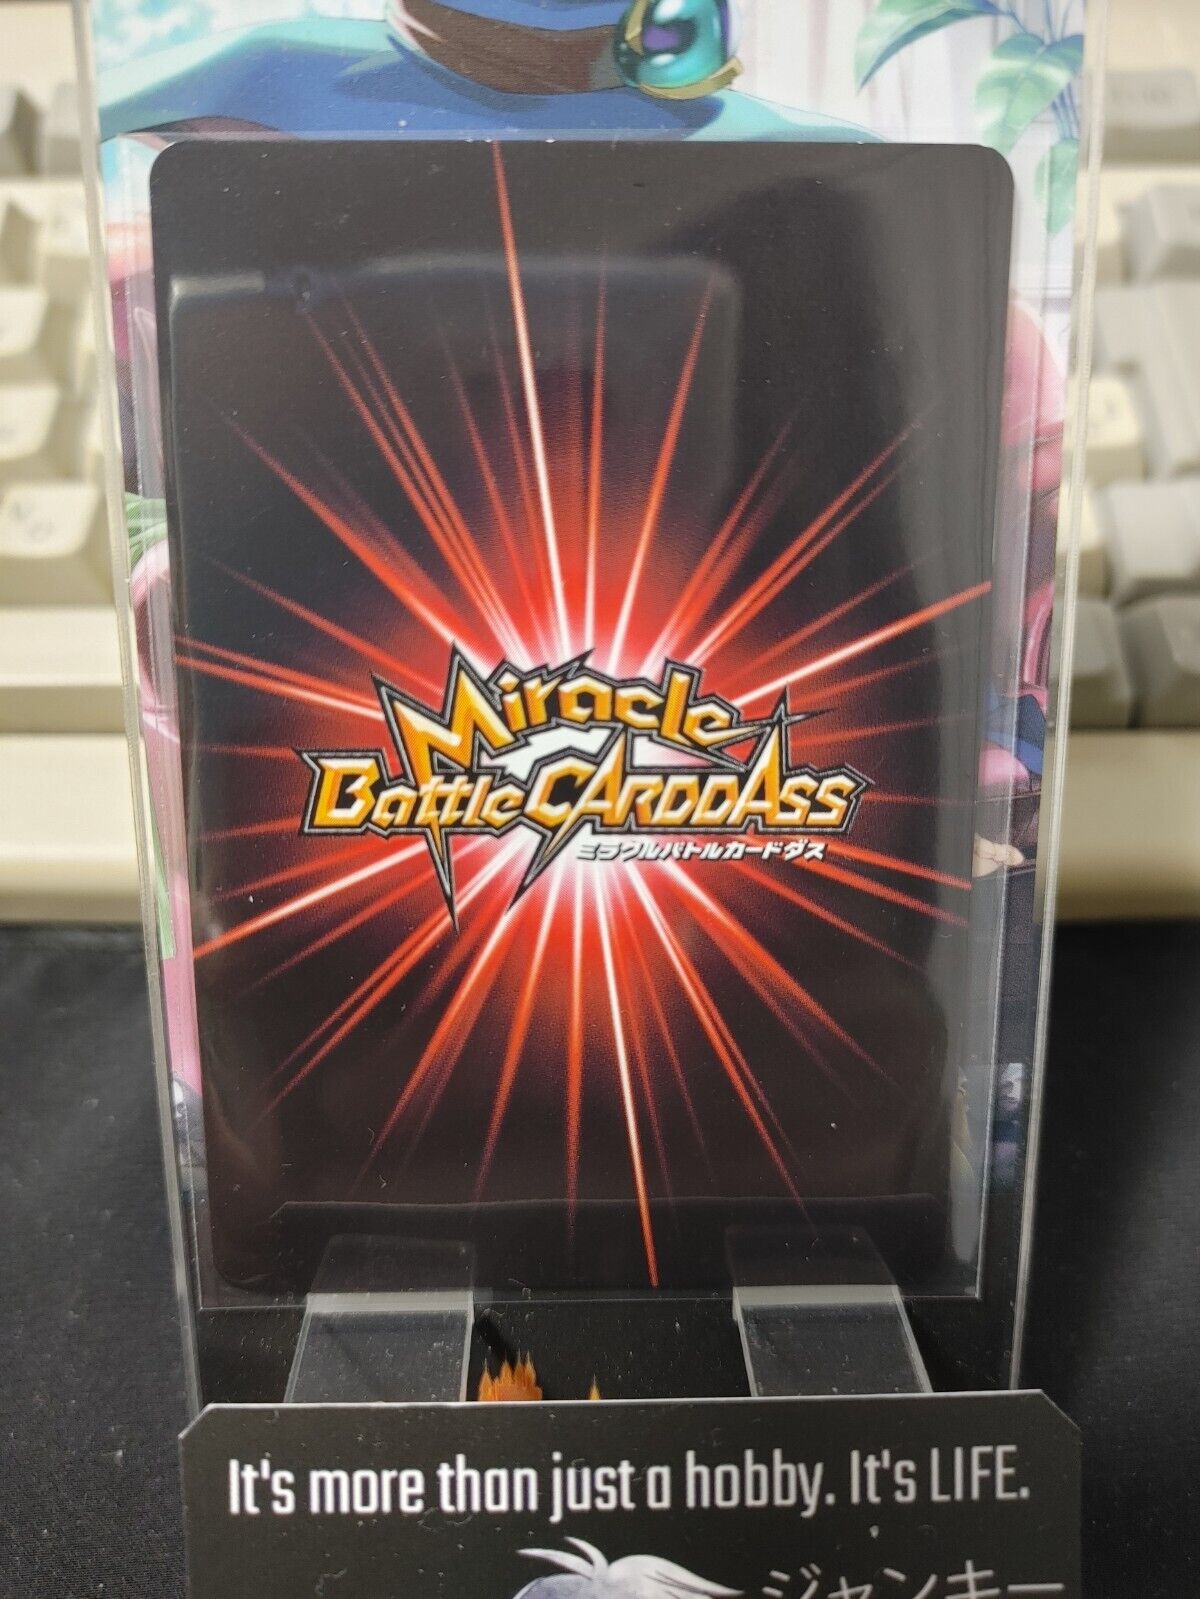 Miracle
Battle CARDDASS
ミラクルバトルカードダス
It's more than just a hobby. It's LIFE.
ジャンキー